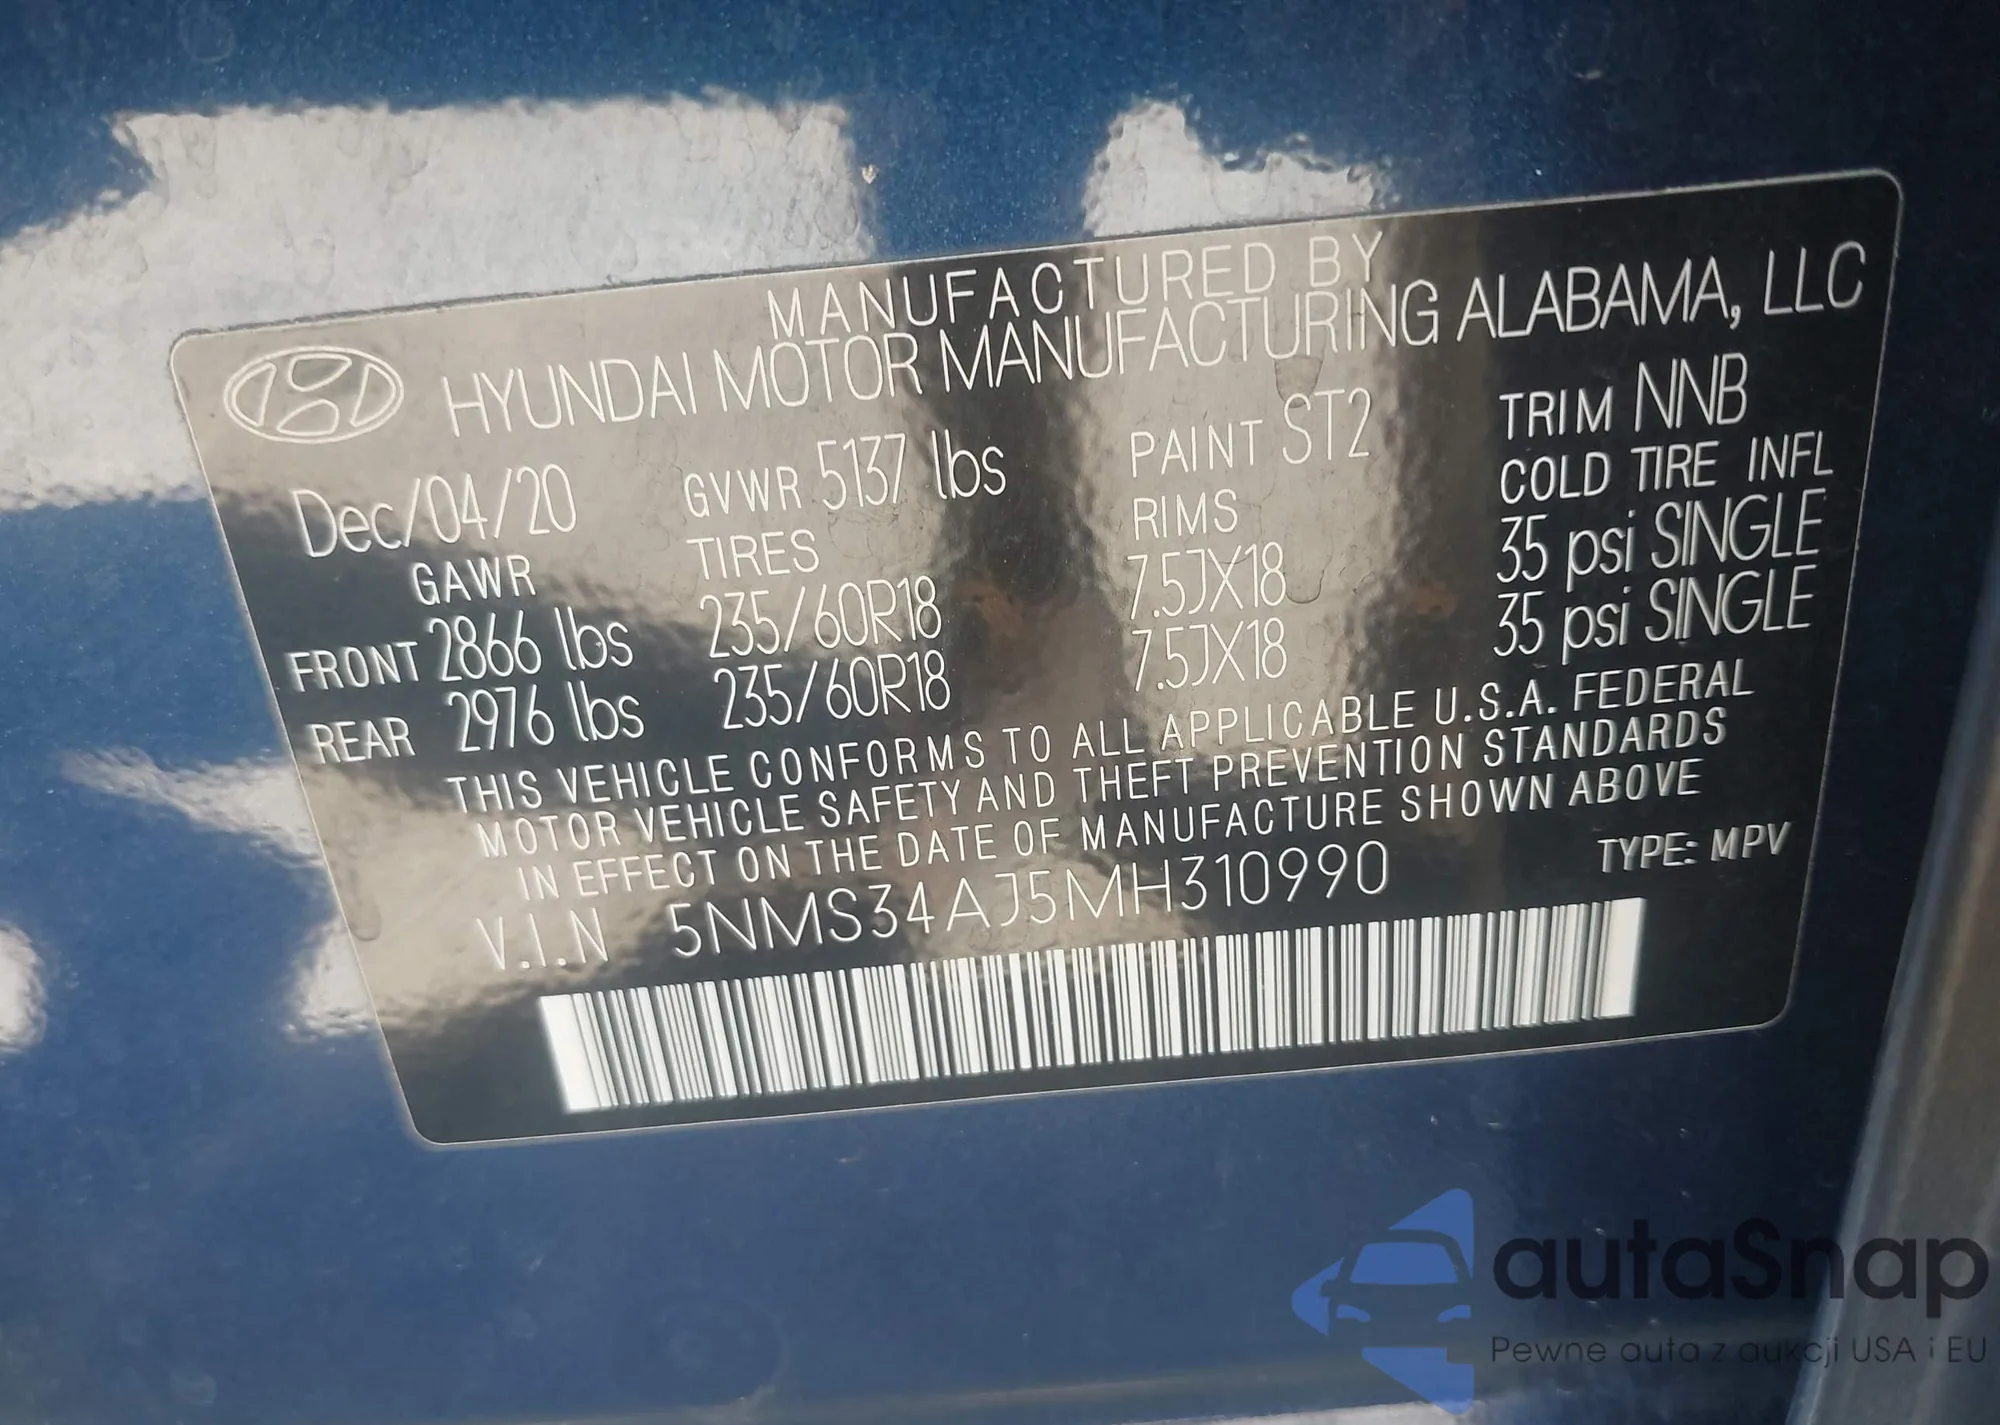 MANUFACTURED BY
HYUNDAI MOTOR MANUFACTURING ALABAMA, LLC
Dec/04/20 GVWR 5137 lbs PAINT ST2 TRIM NNB
GAWR TIRES RIMS COLD TIRE INFL
FRONT 2866 lbs 235/60R18 7.5JX18 35 psi SINGLE
REAR 2976 lbs 235/60R18 7.5JX18 35 psi SINGLE
THIS VEHICLE CONFORMS TO ALL APPLICABLE U.S.A. FEDERAL
MOTOR VEHICLE SAFETY AND THEFT PREVENTION STANDARDS
IN EFFECT ON THE DATE OF MANUFACTURE SHOWN ABOVE
V.I.N 5NMS34AJ5MH310990 TYPE: MPV
autaSnap
Pewne auta z aukcji USA i EU